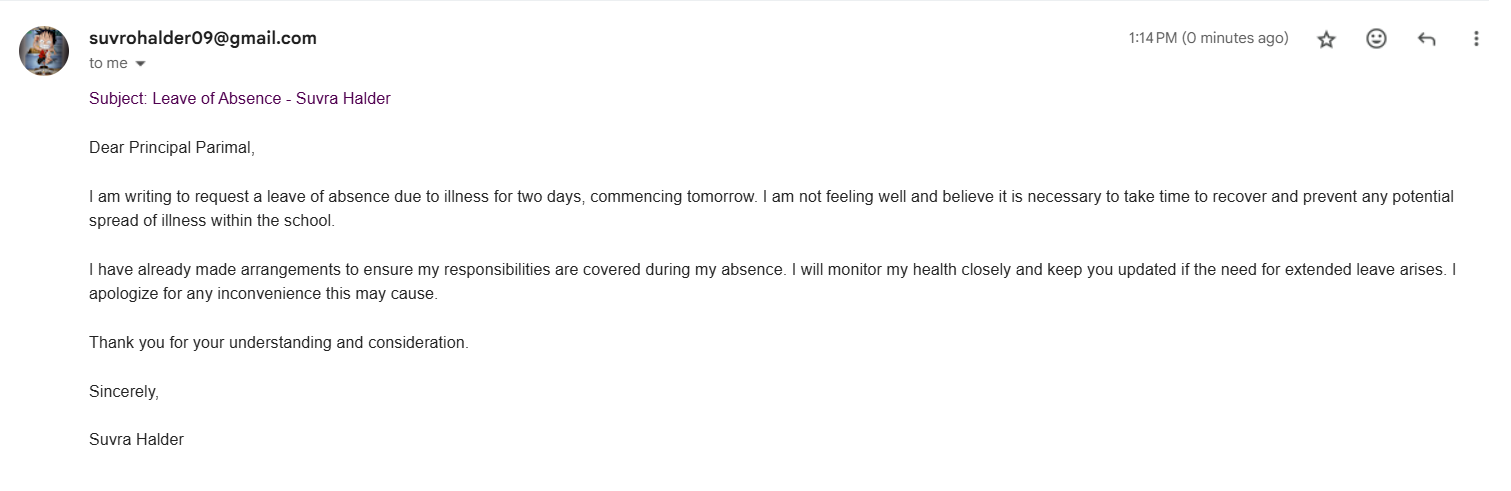 suvrohalder09@gmail.com
1:14 PM (0 minutes ago)
to me
Subject: Leave of Absence - Suvra Halder
Dear Principal Parimal,
I am writing to request a leave of absence due to illness for two days, commencing tomorrow. I am not feeling well and believe it is necessary to take time to recover and prevent any potential
spread of illness within the school.
I have already made arrangements to ensure my responsibilities are covered during my absence. I will monitor my health closely and keep you updated if the need for extended leave arises. I
apologize for any inconvenience this may cause.
Thank you for your understanding and consideration.
Sincerely,
Suvra Halder